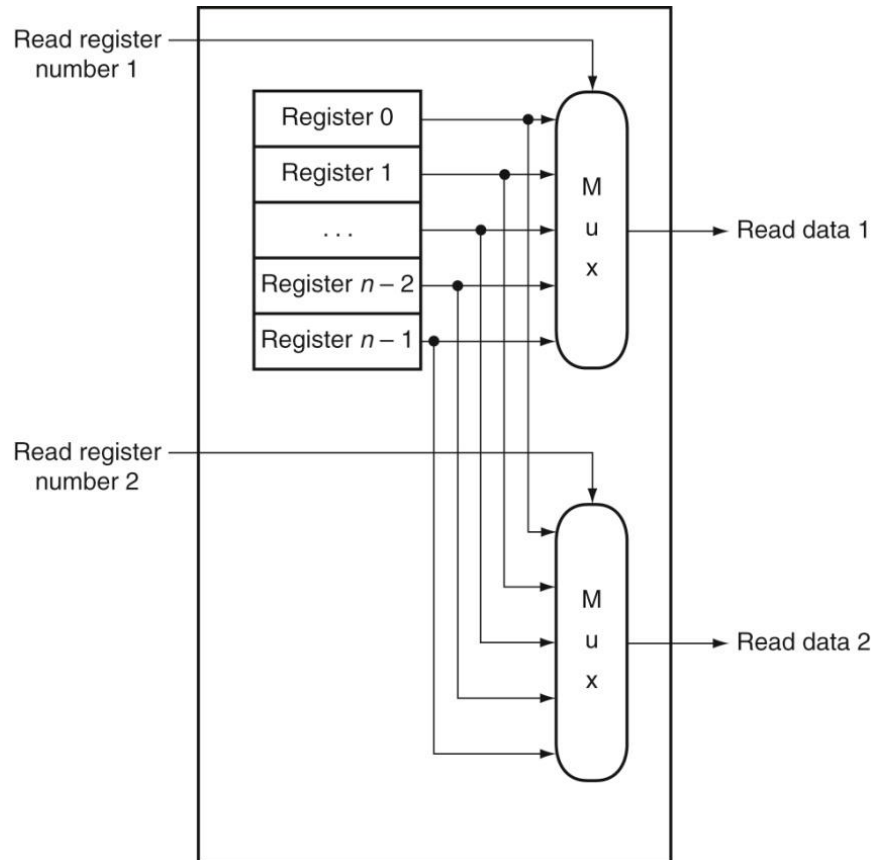 Read register
number 1
Register 0
Register 1
. . .
Register n – 2
Register n – 1
M
u
x
Read data 1
Read register
number 2
M
u
x
Read data 2